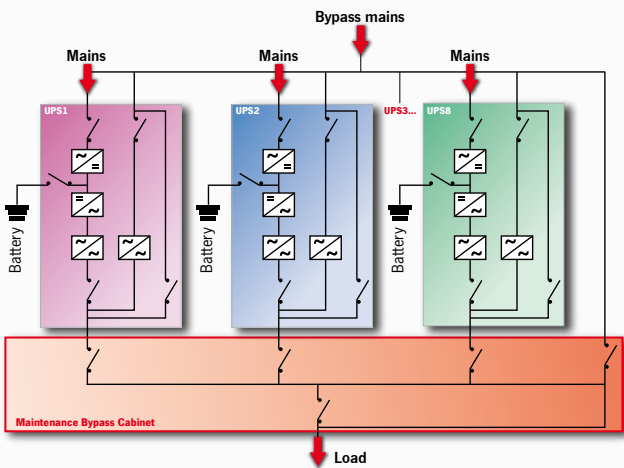 Bypass mains
Mains
Mains
Mains
UPS1
UPS2
UPS3...
UPS8
Battery
Battery
Battery
Maintenance Bypass Cabinet
Load